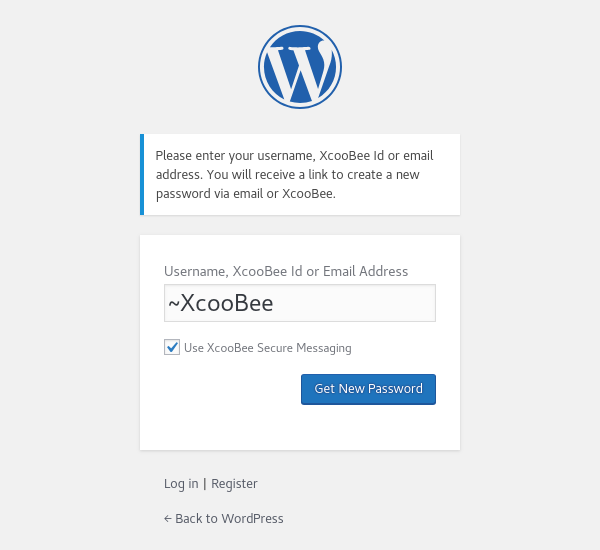 Please enter your username, XcooBee Id or email
address. You will receive a link to create a new
password via email or XcooBee.
Username, XcooBee Id or Email Address
~XcooBee
Use XcooBee Secure Messaging
Get New Password
Log in | Register
← Back to WordPress